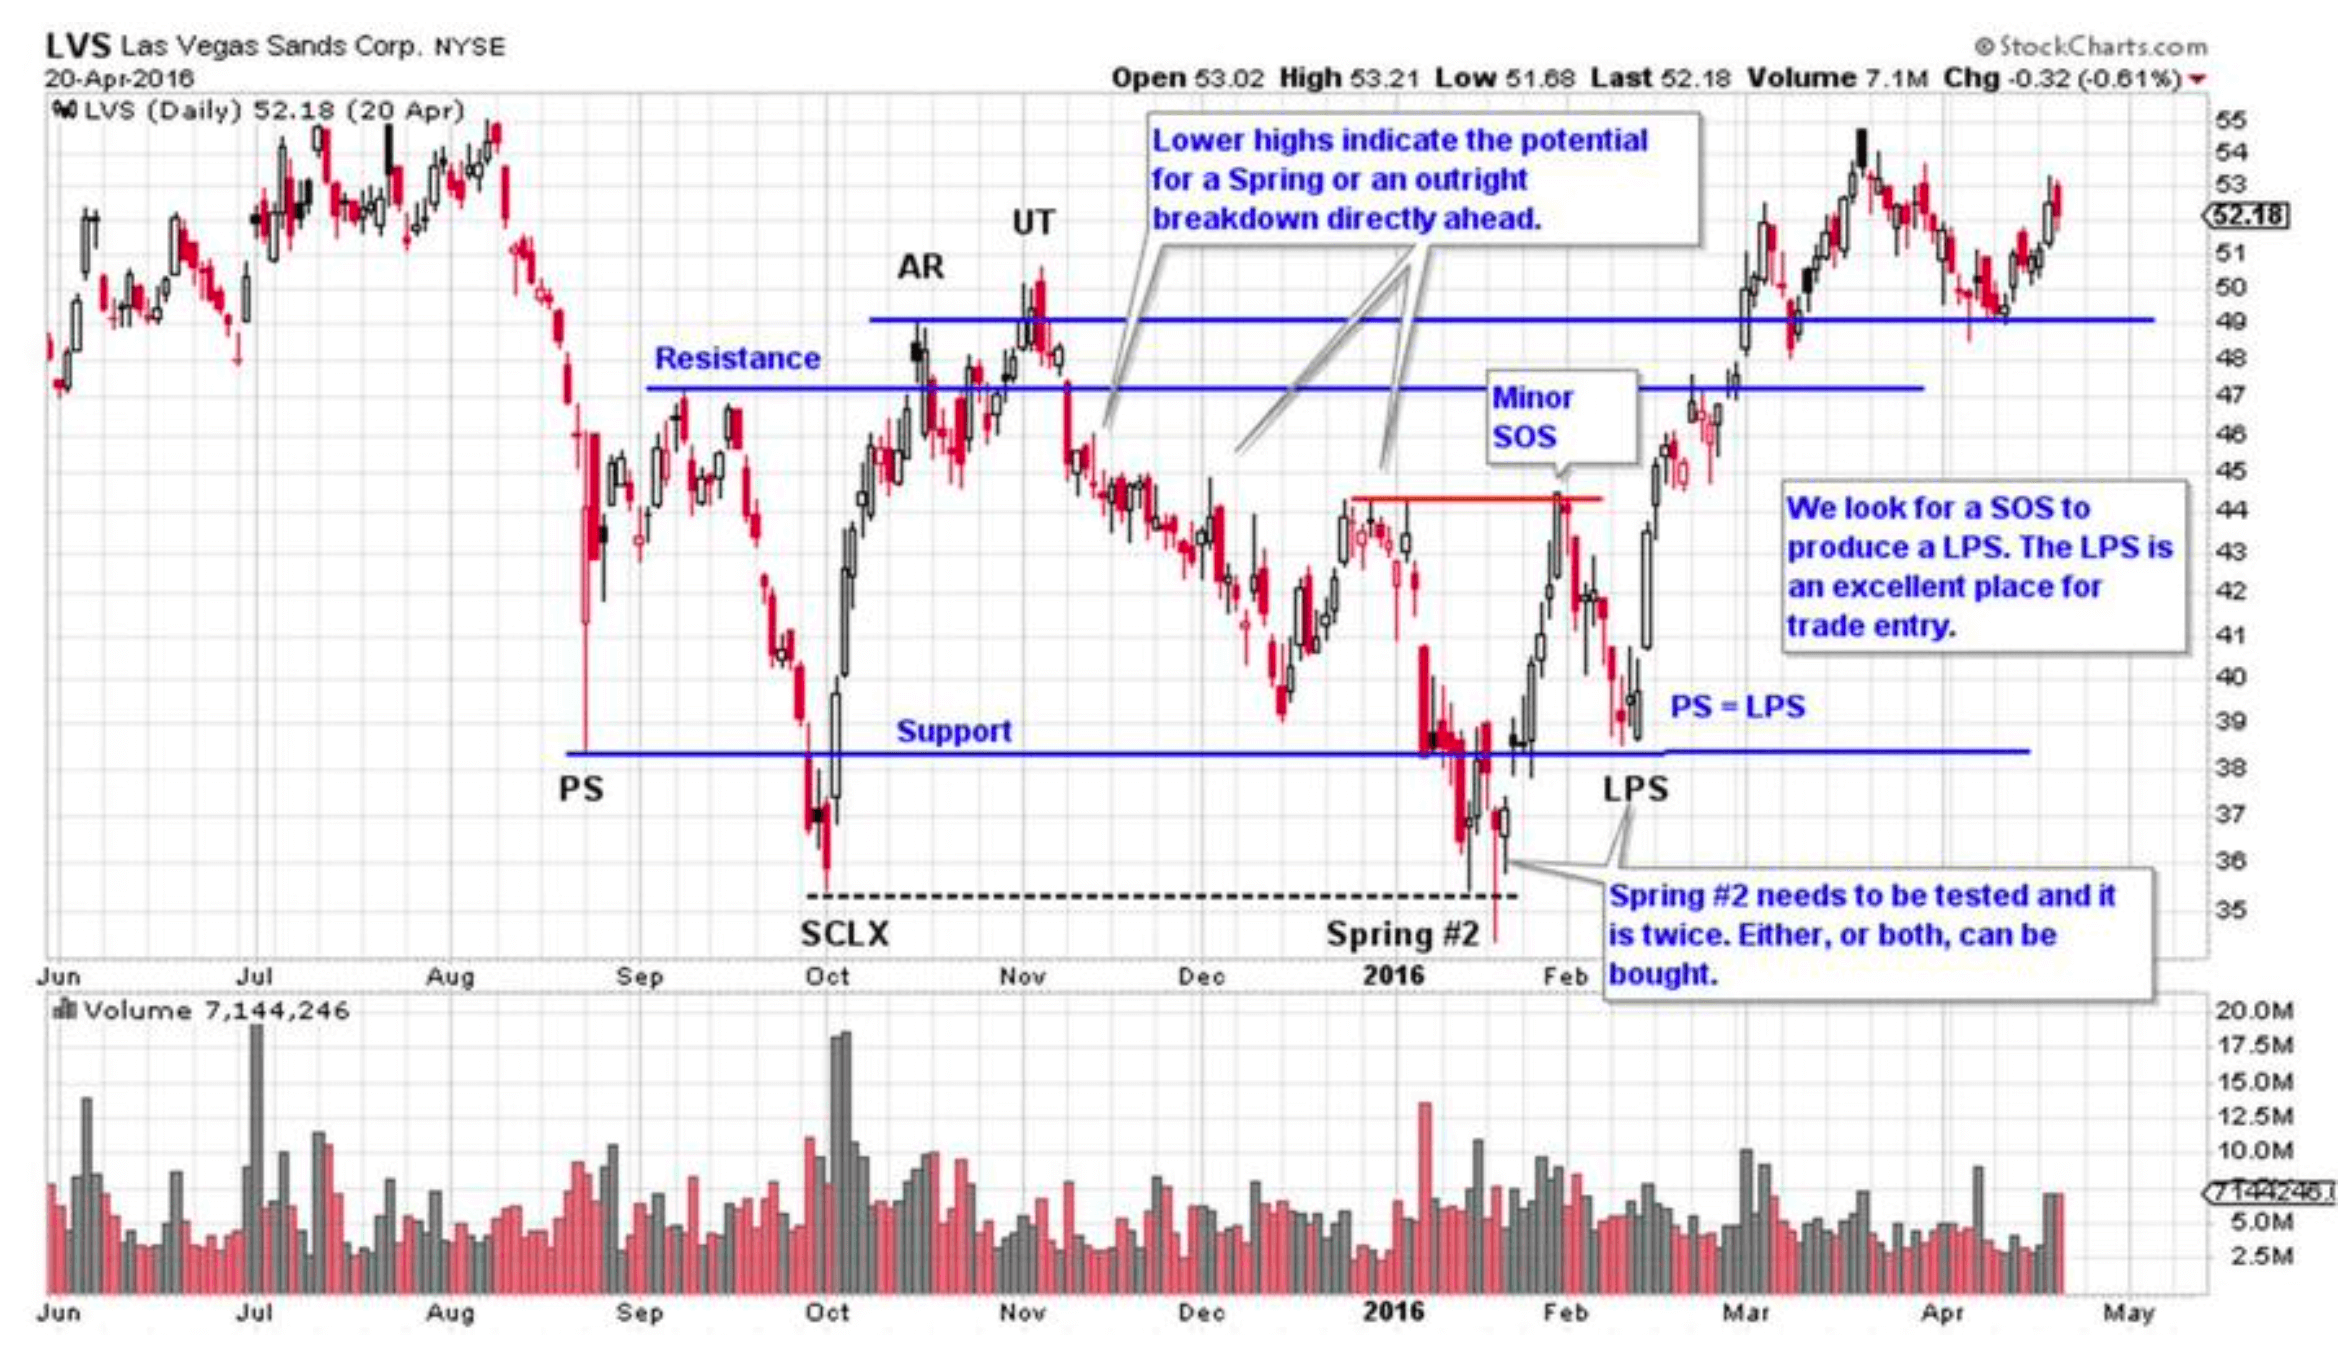 LVS Las Vegas Sands Corp. NYSE
© StockCharts.com
20-Apr-2016
Open 53.02 High 53.21 Low 51.68 Last 52.18 Volume 7.1M Chg -0.32 (-0.61%)
LVS (Daily) 52.18 (20 Apr)
Lower highs indicate the potential
for a Spring or an outright
breakdown directly ahead.
UT
AR
Resistance
Minor
SOS
We look for a SOS to
produce a LPS. The LPS is
an excellent place for
trade entry.
PS = LPS
Support
PS
LPS
Spring #2 needs to be tested and it
is twice. Either, or both, can be
bought.
SCLX
Spring #2
55
54
53
52.18
51
50
49
48
47
46
45
44
43
42
41
40
39
38
37
36
35
Jun Jul Aug Sep Oct Nov Dec 2016 Feb
Volume 7,144,246
20.0M
17.5M
15.0M
12.5M
10.0M
7144246
5.0M
2.5M
Jun Jul Aug Sep Oct Nov Dec 2016 Feb Mar Apr May